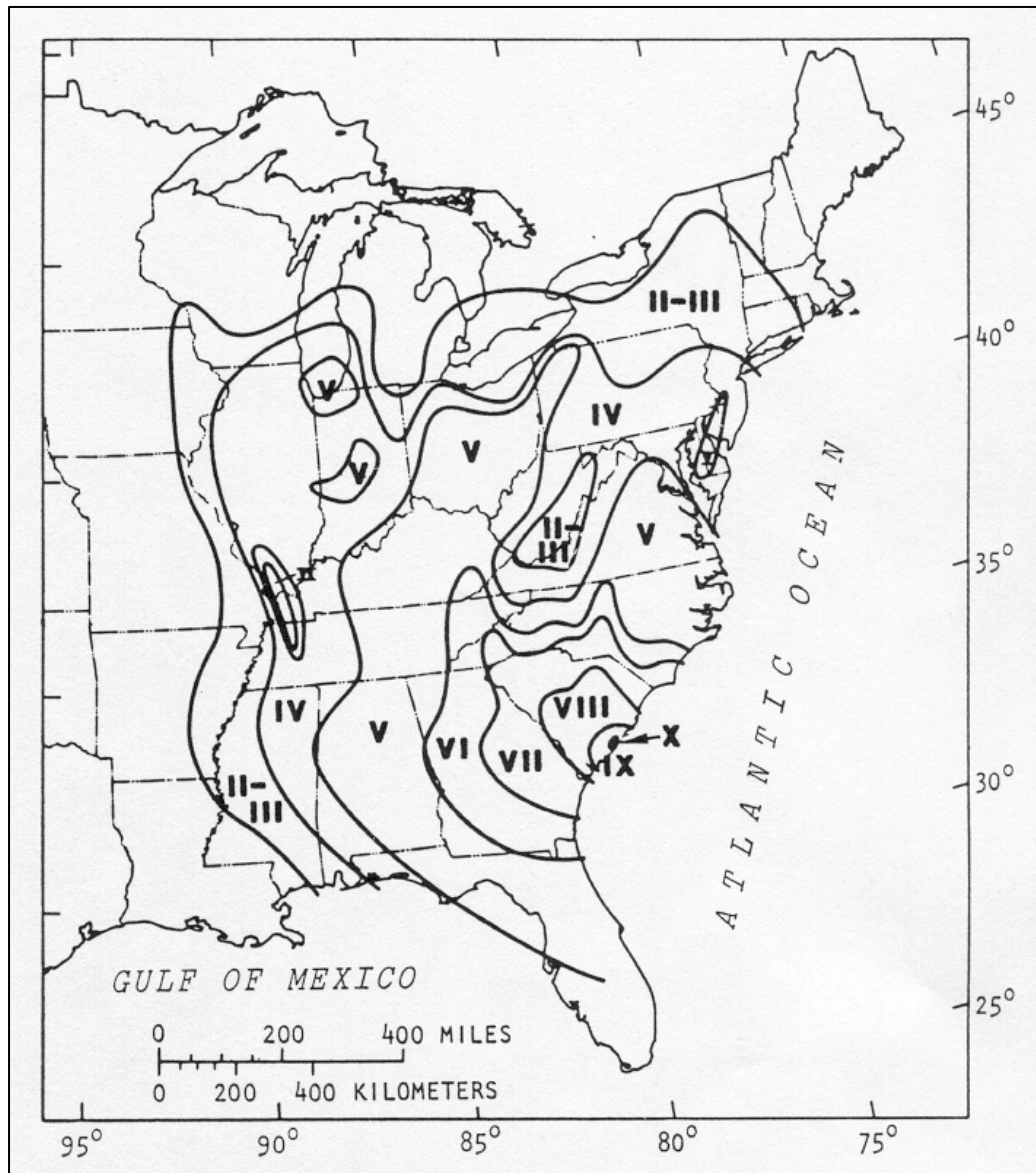 45°
II-III
40°
V
IV
V
V
II-
III
V
35°
ATLANTIC OCEAN
IV
V
VIII
X
VI
VII
IX
II-
III
30°
25°
GULF OF MEXICO
0 200 400 MILES
0 200 400 KILOMETERS
95° 90° 85° 80° 75°